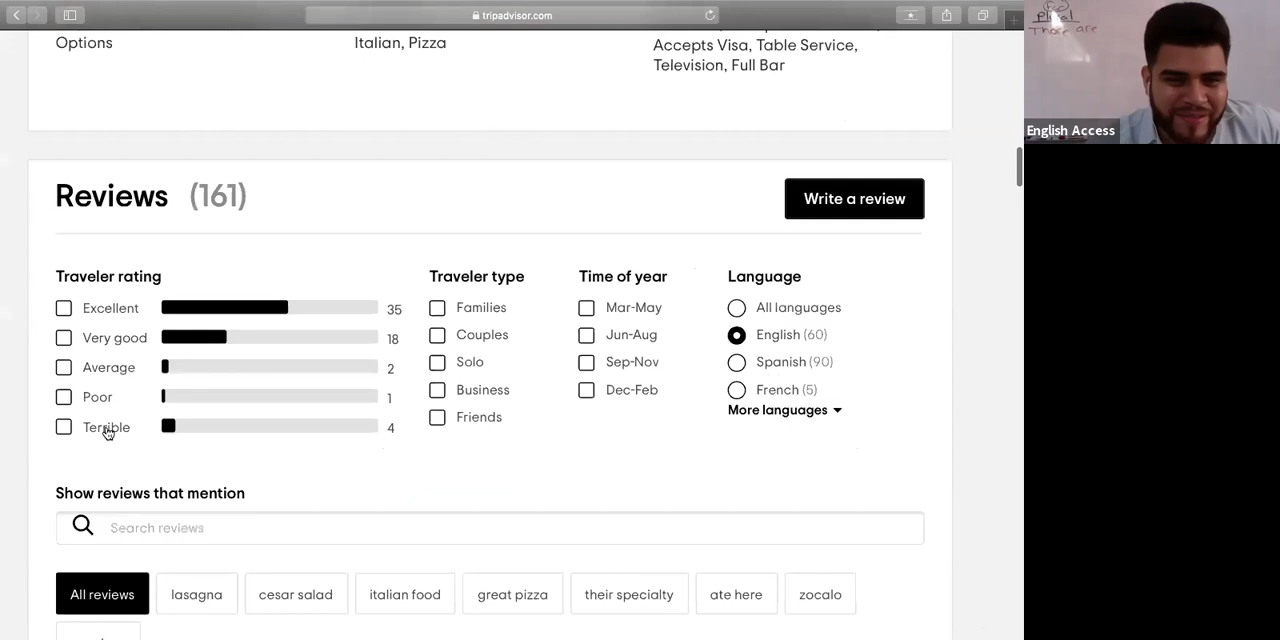 tripadvisor.com
Options
Italian, Pizza
Accepts Visa, Table Service,
Television, Full Bar
Reviews (161)
Write a review
Traveler rating
Excellent 35
Very good 18
Average 2
Poor 1
Terrible 4
Traveler type
Families
Couples
Solo
Business
Friends
Time of year
Mar-May
Jun-Aug
Sep-Nov
Dec-Feb
Language
All languages
English (60)
Spanish (90)
French (5)
More languages
Show reviews that mention
Search reviews
All reviews
lasagna
cesar salad
italian food
great pizza
their specialty
ate here
zocalo
plural
Those are
English Access